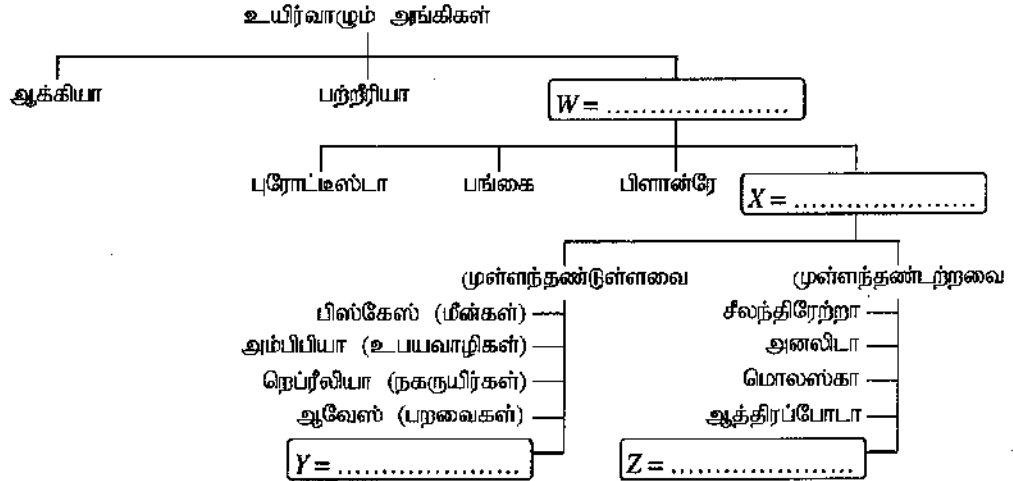 உயிர்வாழும் அங்கிகள்
ஆக்கியா பற்றீரியா W = .....................
புரோட்டீஸ்டா பங்கை பிளான்ரே X = .....................
முள்ளந்தண்டுள்ளவை முள்ளந்தண்டற்றவை
பிஸ்கேஸ் (மீன்கள்) சீலந்திரேற்றா
அம்பிபியா (உபயவாழிகள்) அனலிடா
றெப்ரீலியா (நகருயிர்கள்) மொலஸ்கா
ஆவேஸ் (பறவைகள்) ஆத்திரப்போடா
Y = ..................... Z = .....................